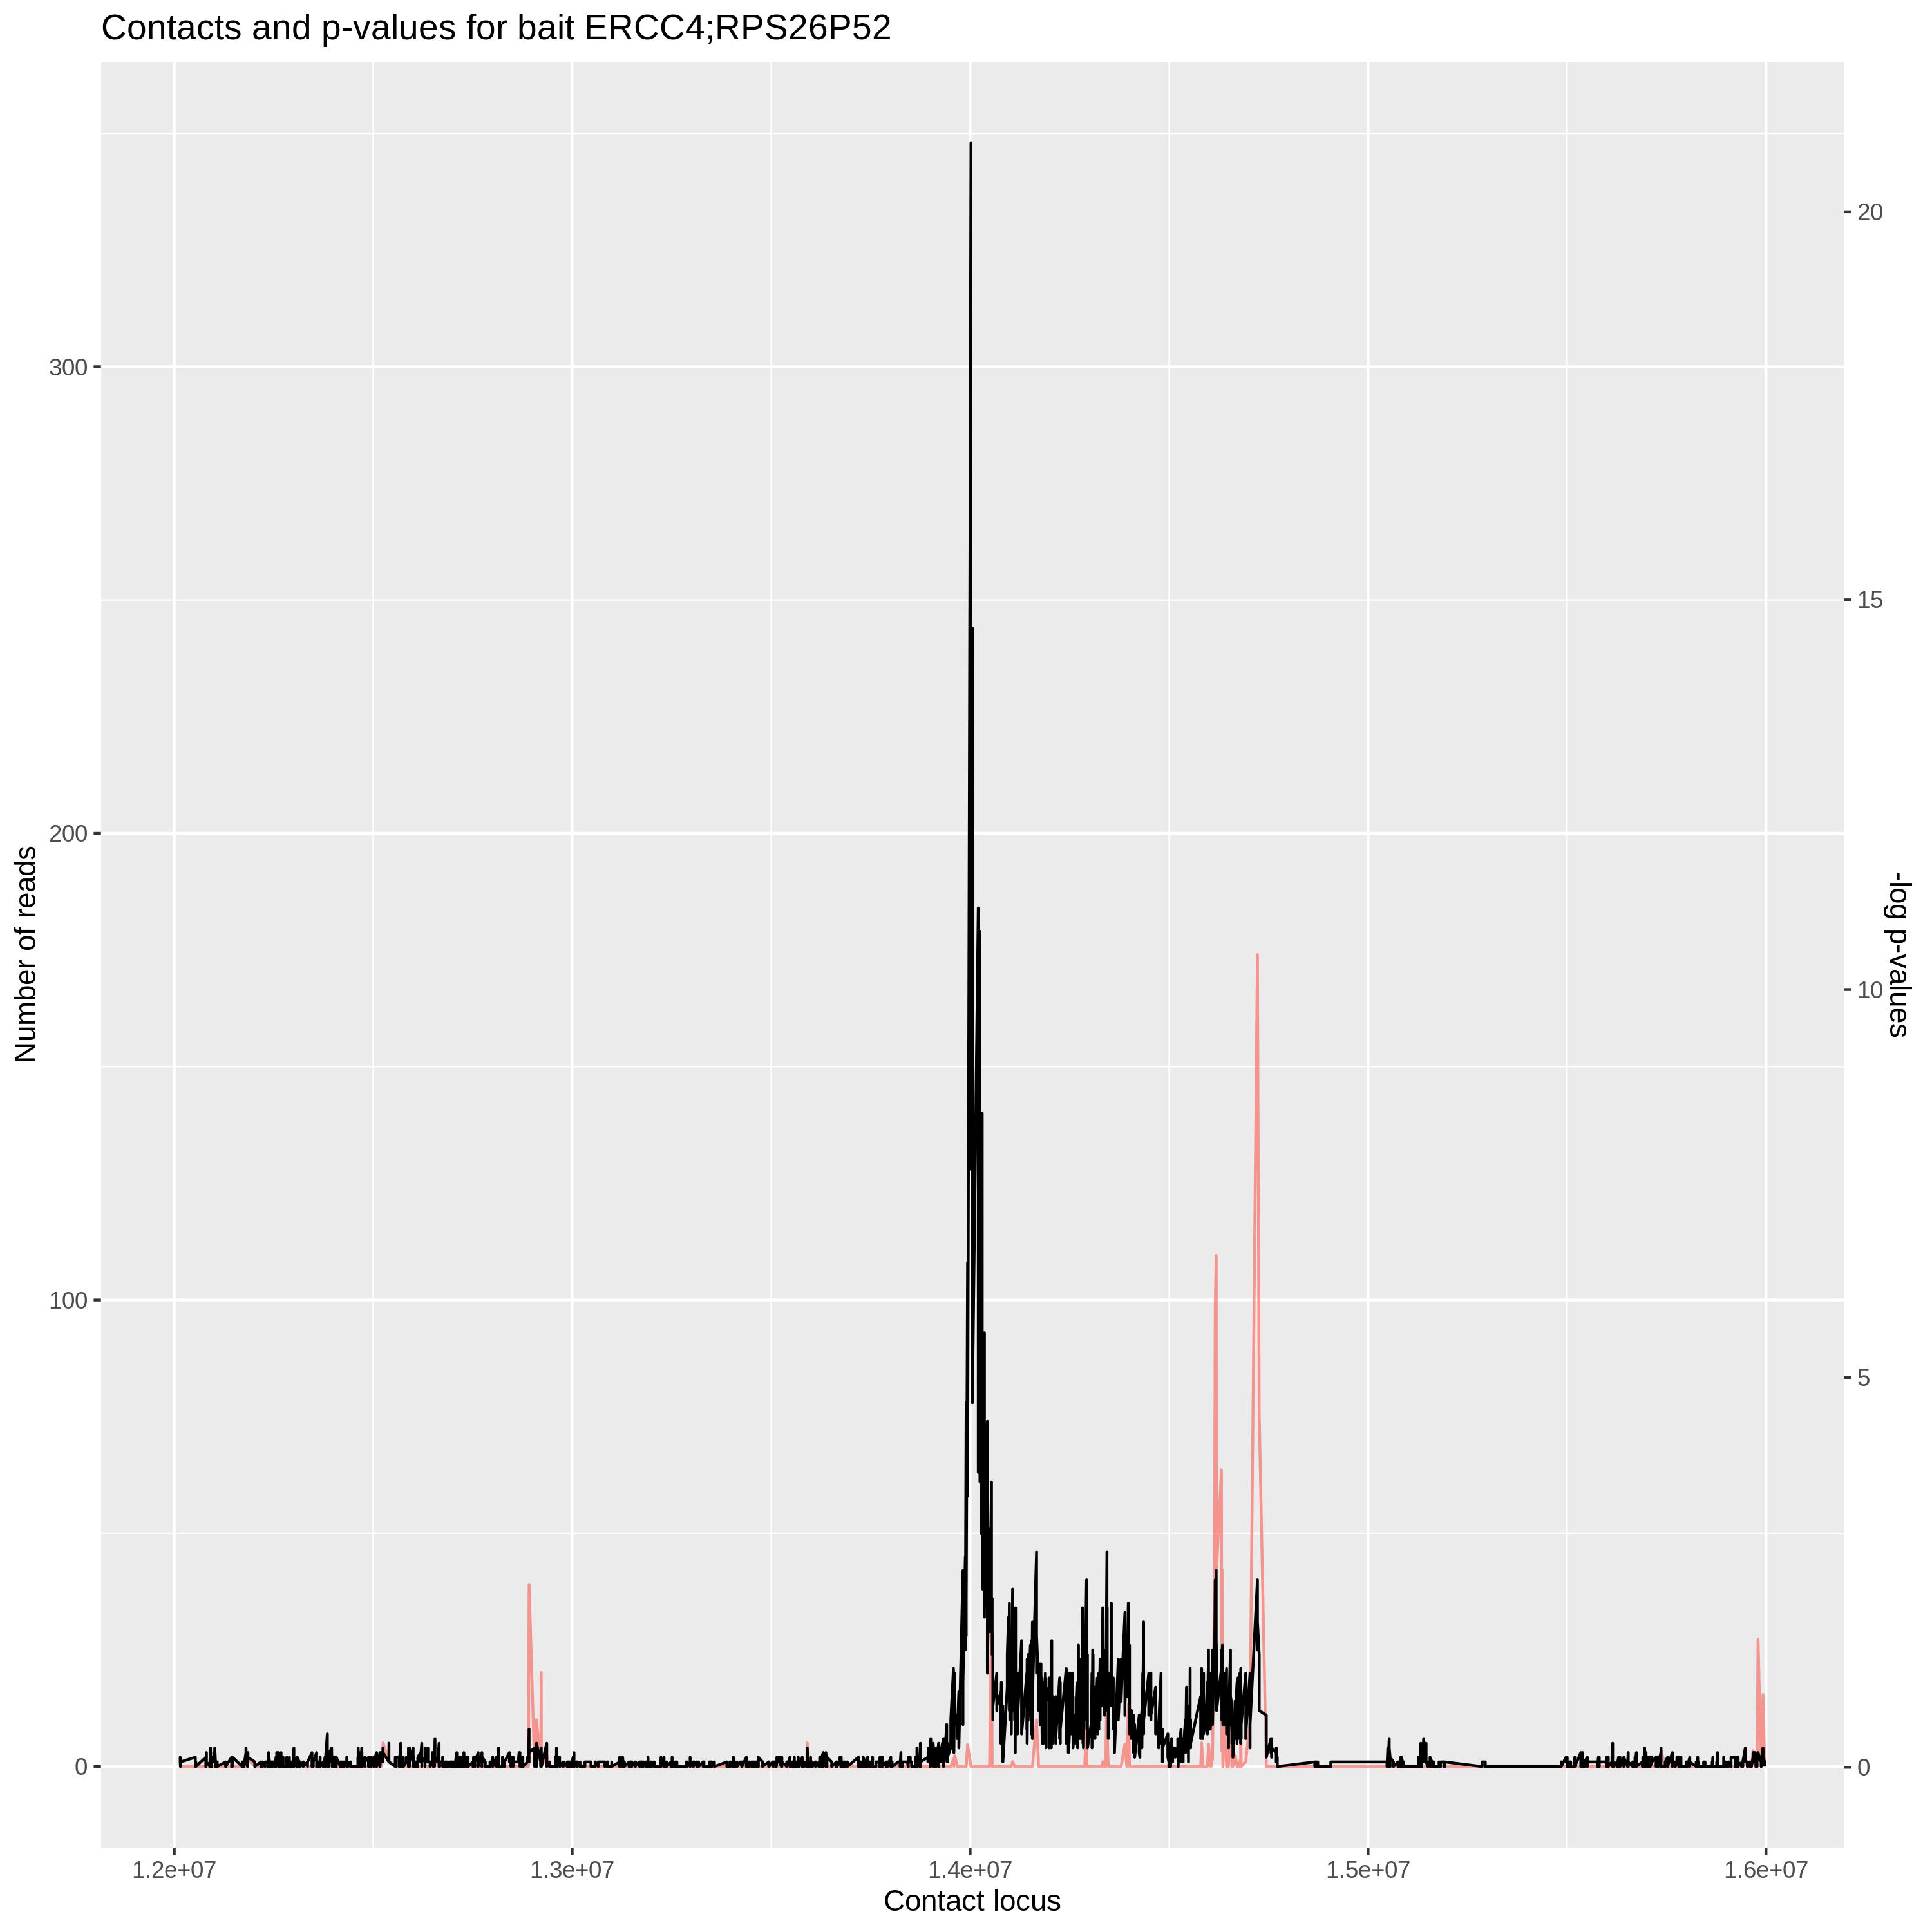 Contacts and p-values for bait ERCC4;RPS26P52
300
200
100
0
Number of reads
20
15
10
5
0
-log p-values
1.2e+07 1.3e+07 1.4e+07 1.5e+07 1.6e+07
Contact locus